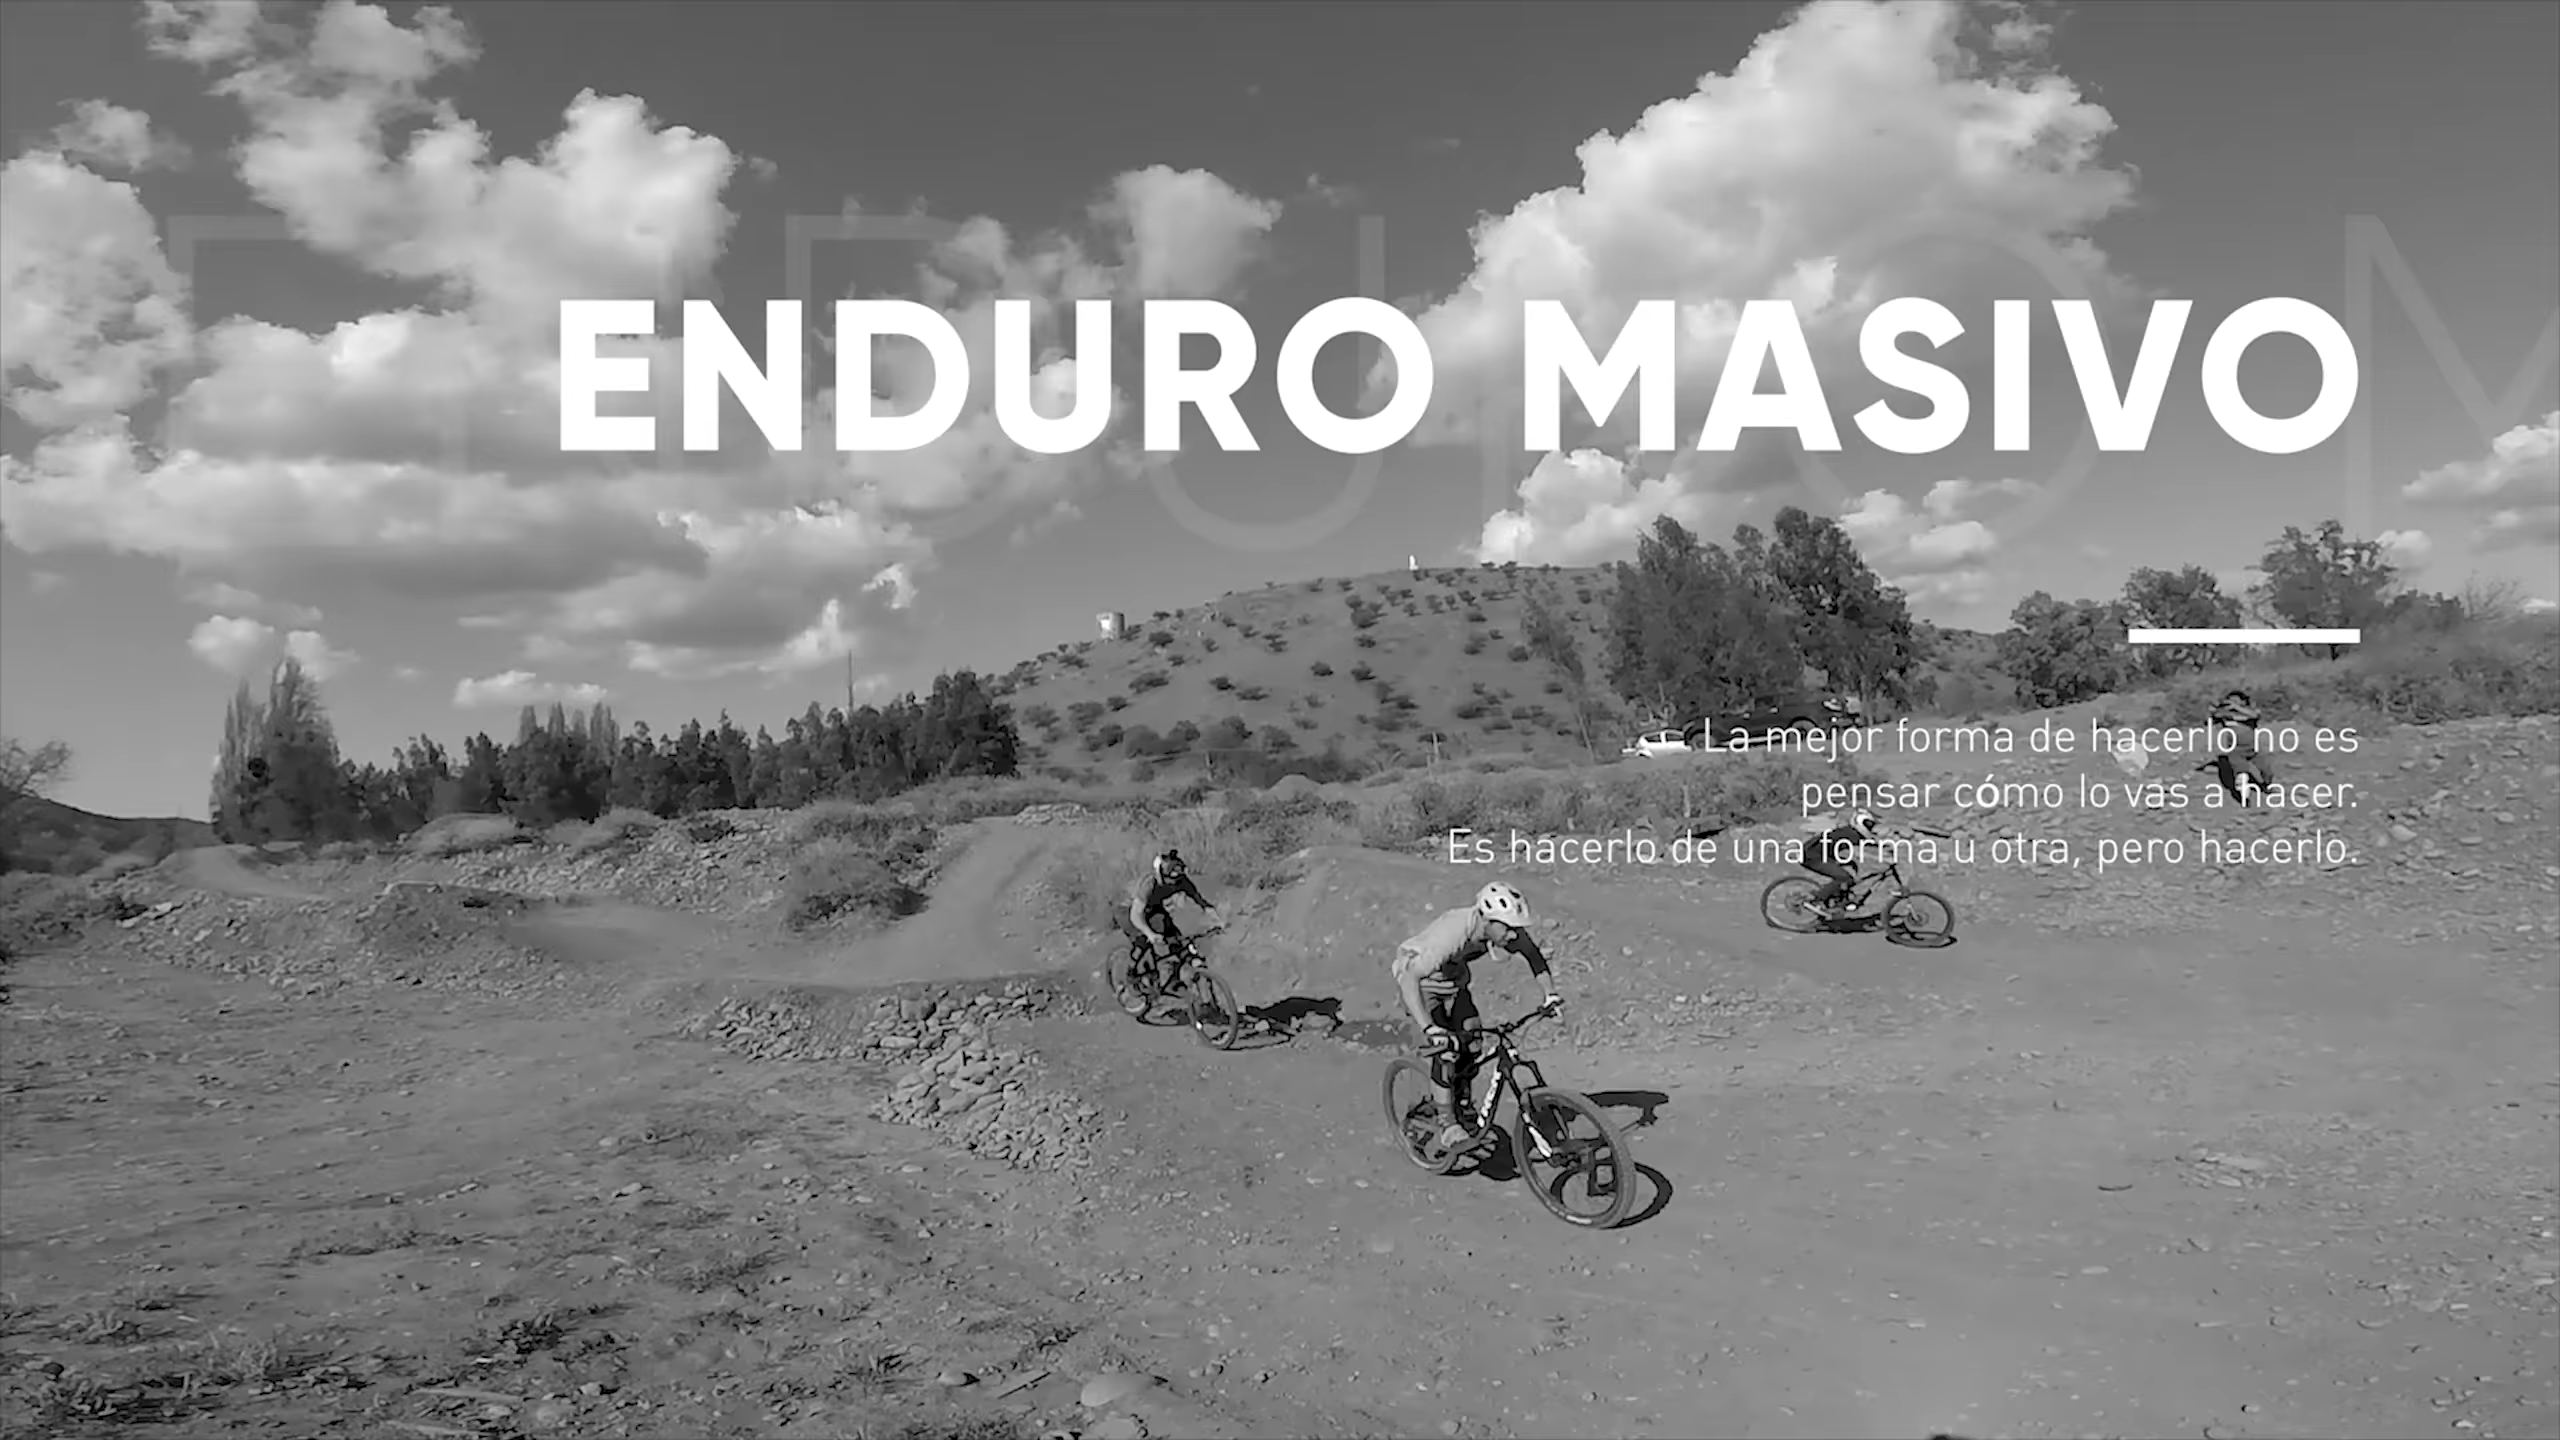 ENDURO MASIVO
La mejor forma de hacerlo no es
pensar cómo lo vas a hacer.
Es hacerlo de una forma u otra, pero hacerlo.